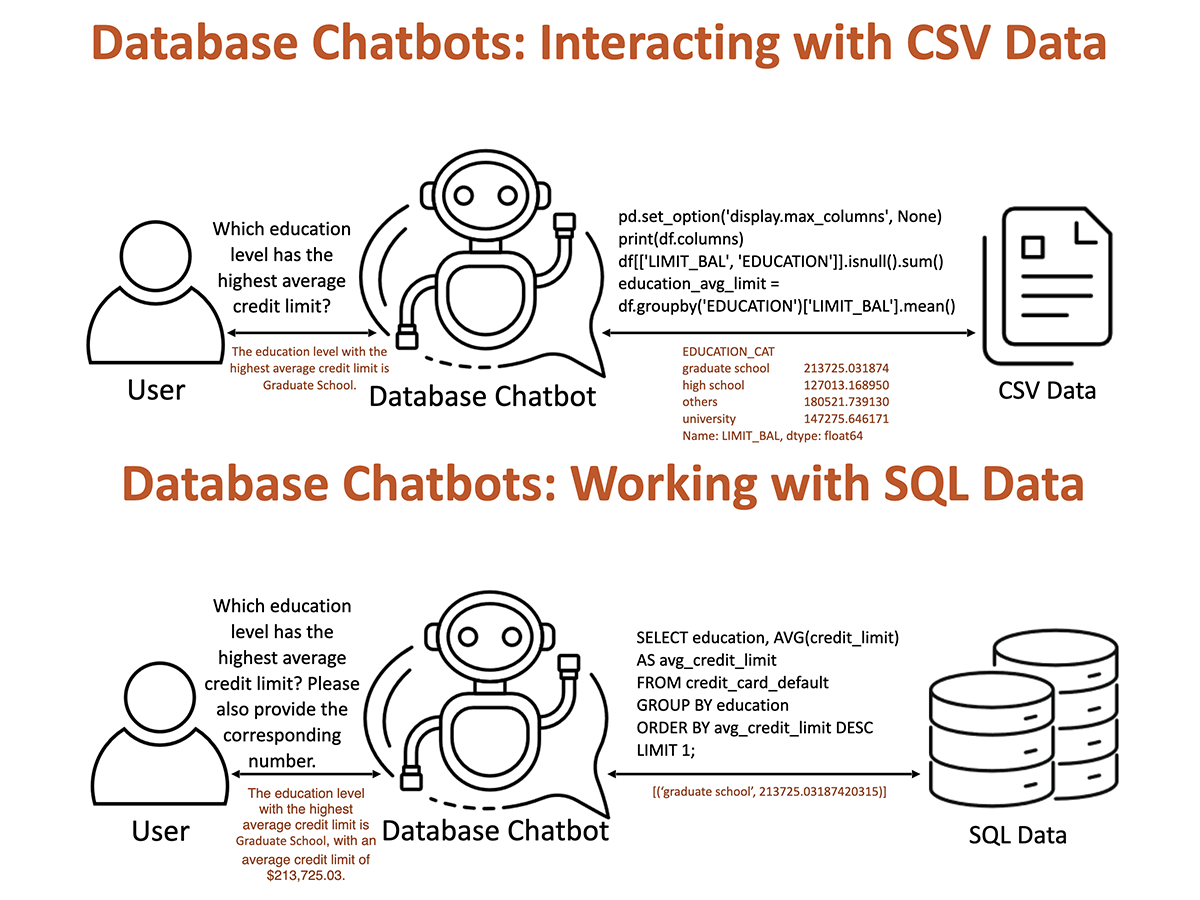 Database Chatbots: Interacting with CSV Data
Which education
level has the
highest average
credit limit?
The education level with the
highest average credit limit is
Graduate School.
User
Database Chatbot
pd.set_option('display.max_columns', None)
print(df.columns)
df[['LIMIT_BAL', 'EDUCATION']].isnull().sum()
education_avg_limit =
df.groupby('EDUCATION')['LIMIT_BAL'].mean()
EDUCATION_CAT
graduate school 213725.031874
high school 127013.168950
others 180521.739130
university 147275.646171
Name: LIMIT_BAL, dtype: float64
CSV Data
Database Chatbots: Working with SQL Data
Which education
level has the
highest average
credit limit? Please
also provide the
corresponding
number.
The education level
with the highest
average credit limit is
Graduate School, with an
average credit limit of
$213,725.03.
User
Database Chatbot
SELECT education, AVG(credit_limit)
AS avg_credit_limit
FROM credit_card_default
GROUP BY education
ORDER BY avg_credit_limit DESC
LIMIT 1;
[(‘graduate school’, 213725.03187420315)]
SQL Data